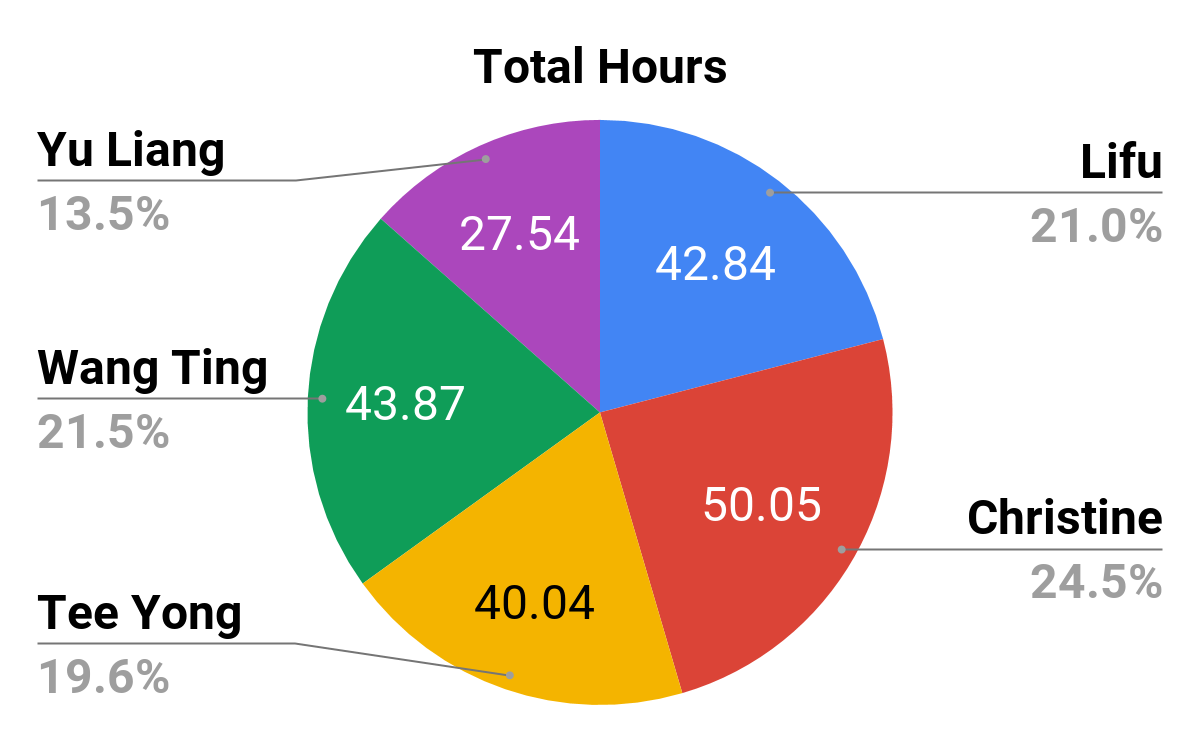 Total Hours
Yu Liang
13.5%
Lifu
21.0%
27.54
42.84
Wang Ting
21.5%
43.87
50.05
Christine
24.5%
40.04
Tee Yong
19.6%